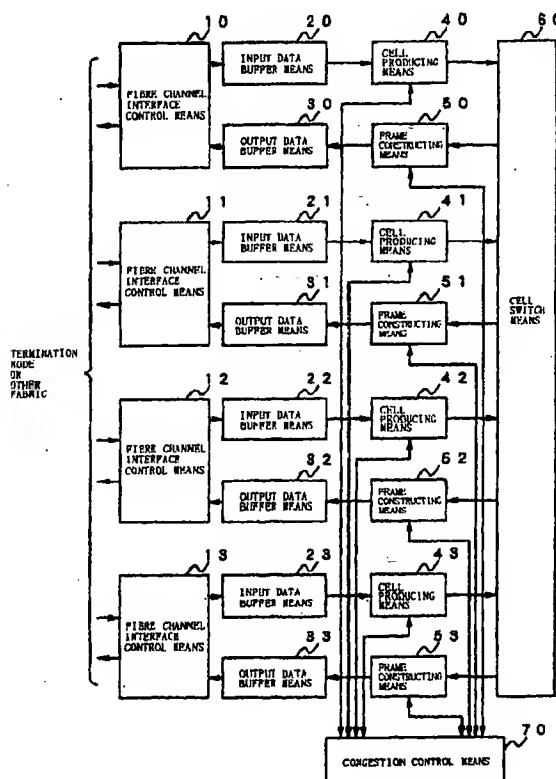 10
20
40
60
FIBRE CHANNEL
INTERFACE
CONTROL MEANS
INPUT DATA
BUFFER MEANS
CELL
PRODUCING
MEANS
30
50
OUTPUT DATA
BUFFER MEANS
FRAME
CONSTRUCTING
MEANS
11
21
41
FIBRE CHANNEL
INTERFACE
CONTROL MEANS
INPUT DATA
BUFFER MEANS
CELL
PRODUCING
MEANS
31
51
OUTPUT DATA
BUFFER MEANS
FRAME
CONSTRUCTING
MEANS
CELL
SWITCH
MEANS
TERMINATION
NODE
OR
OTHER
FABRIC
12
22
42
FIBRE CHANNEL
INTERFACE
CONTROL MEANS
INPUT DATA
BUFFER MEANS
CELL
PRODUCING
MEANS
32
52
OUTPUT DATA
BUFFER MEANS
FRAME
CONSTRUCTING
MEANS
13
23
43
FIBRE CHANNEL
INTERFACE
CONTROL MEANS
INPUT DATA
BUFFER MEANS
CELL
PRODUCING
MEANS
33
53
OUTPUT DATA
BUFFER MEANS
FRAME
CONSTRUCTING
MEANS
70
CONGESTION CONTROL MEANS